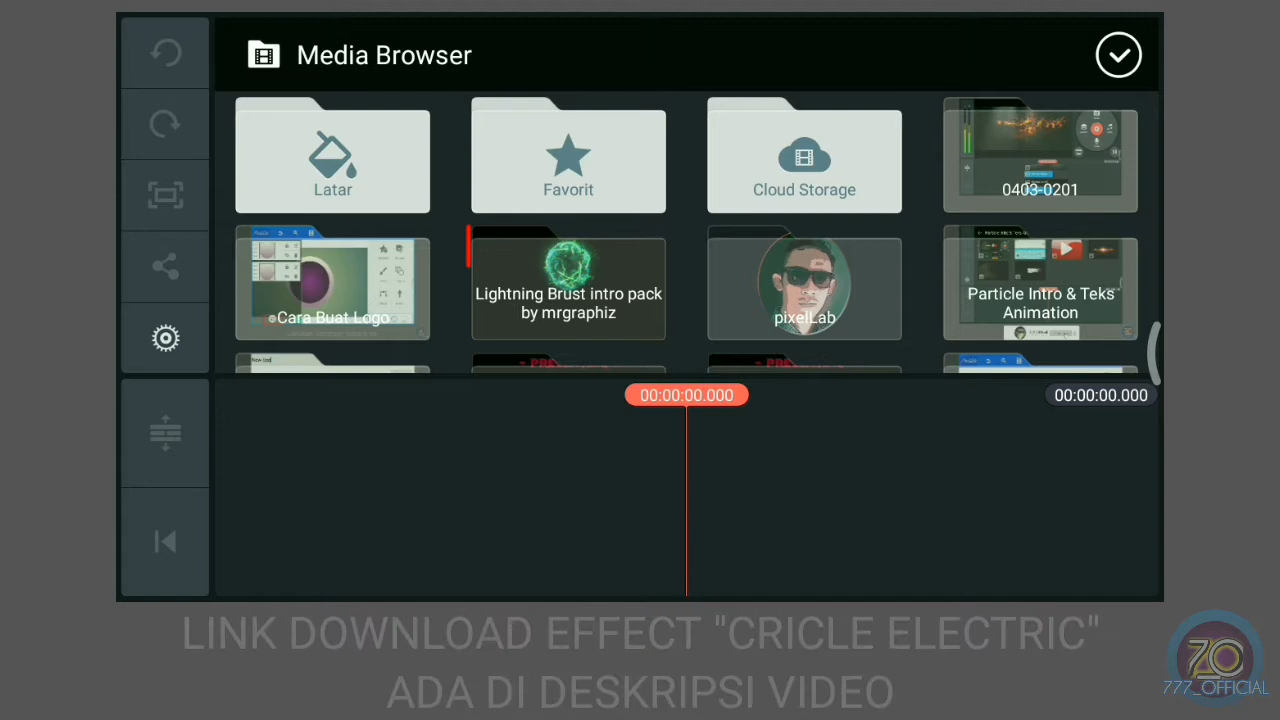 Media Browser
Latar
Favorit
Cloud Storage
0403-0201
Cara Buat Logo
Lightning Brust intro pack
by mrgraphiz
pixelLab
Particle Intro & Teks
Animation
00:00:00.000
00:00:00.000
LINK DOWNLOAD EFFECT "CRICLE ELECTRIC"
ADA DI DESKRIPSI VIDEO
777_OFFICIAL